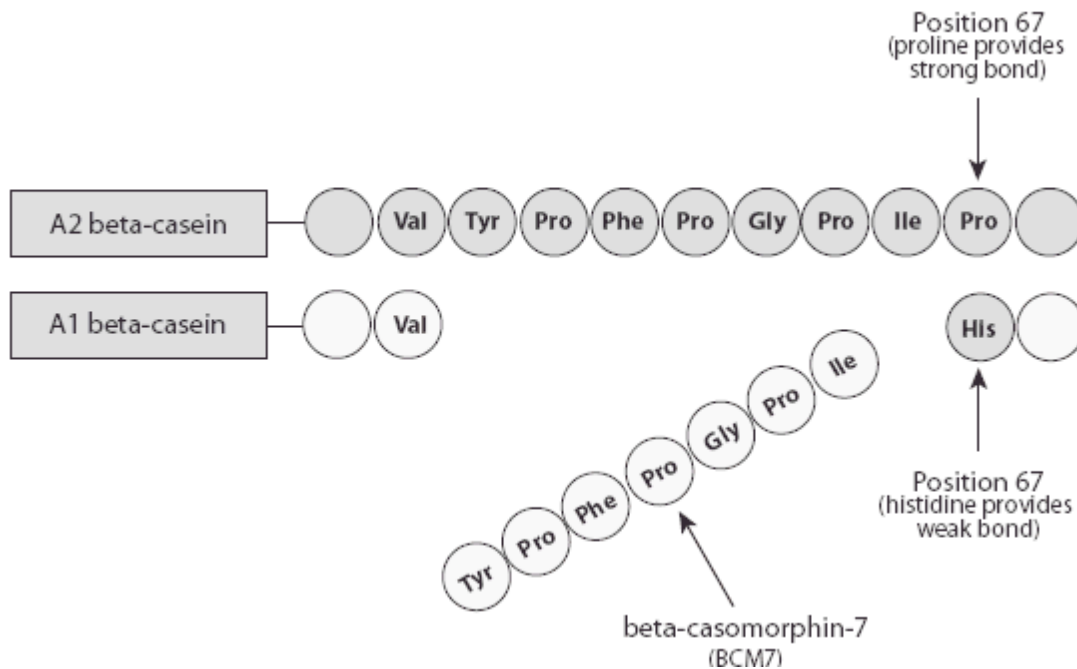 Position 67
(proline provides
strong bond)
A2 beta-casein
Val Tyr Pro Phe Pro Gly Pro Ile Pro
A1 beta-casein
Val
His
Tyr Pro Phe Pro Gly Pro Ile
Position 67
(histidine provides
weak bond)
beta-casomorphin-7
(BCM7)